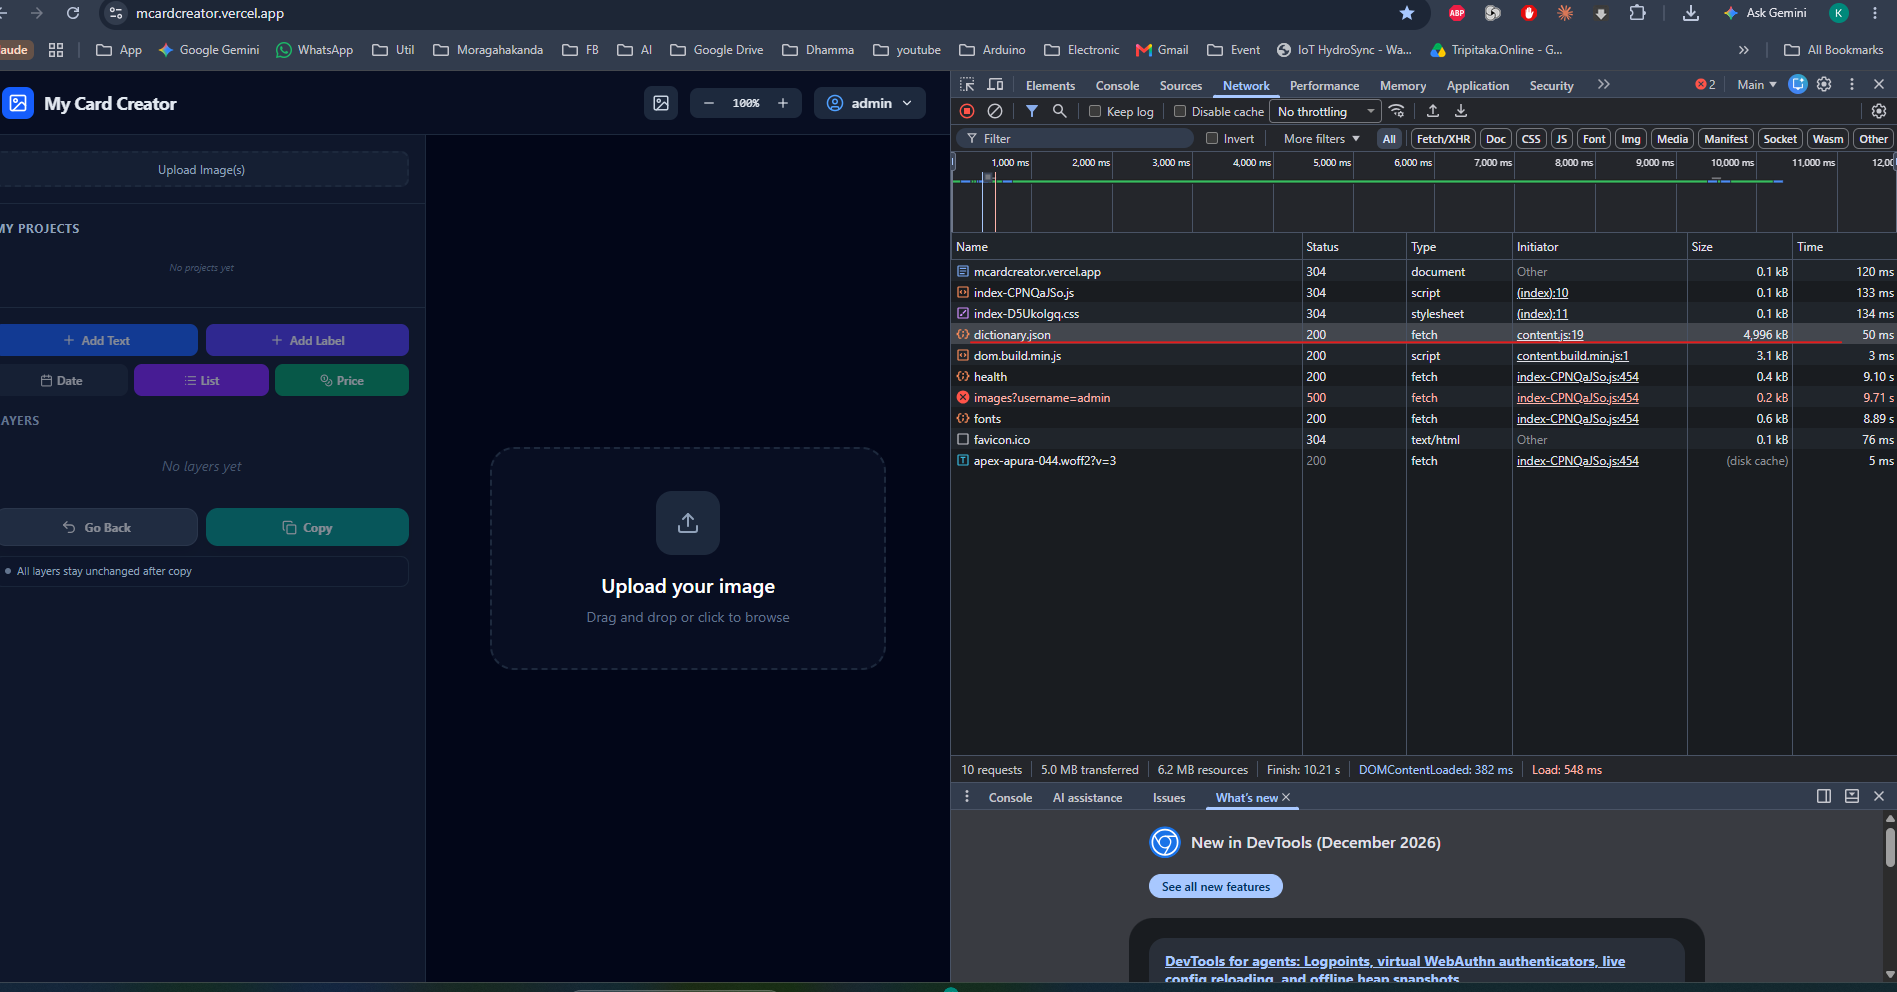 mcardcreator.vercel.app
ABP
Ask Gemini
K
aude
App
Google Gemini
WhatsApp
Util
Moragahakanda
FB
AI
Google Drive
Dhamma
youtube
Arduino
Electronic
Gmail
Event
IoT HydroSync - Wa...
Tripitaka.Online - G...
All Bookmarks
My Card Creator
100%
admin
Upload Image(s)
MY PROJECTS
No projects yet
Add Text
Add Label
Date
List
Price
AYERS
No layers yet
Go Back
Copy
All layers stay unchanged after copy
Upload your image
Drag and drop or click to browse
Elements Console Sources Network Performance Memory Application Security 2 Main
Keep log Disable cache No throttling
Filter Invert More filters All Fetch/XHR Doc CSS JS Font Img Media Manifest Socket Wasm Other
1,000 ms 2,000 ms 3,000 ms 4,000 ms 5,000 ms 6,000 ms 7,000 ms 8,000 ms 9,000 ms 10,000 ms 11,000 ms 12,00
Name Status Type Initiator Size Time
mcardcreator.vercel.app 304 document Other 0.1 kB 120 ms
index-CPNQaJSo.js 304 script (index):10 0.1 kB 133 ms
index-D5Ukolgq.css 304 stylesheet (index):11 0.1 kB 134 ms
dictionary.json 200 fetch content.js:19 4,996 kB 50 ms
dom.build.min.js 200 script content.build.min.js:1 3.1 kB 3 ms
health 200 fetch index-CPNQaJSo.js:454 0.4 kB 9.10 s
images?username=admin 500 fetch index-CPNQaJSo.js:454 0.2 kB 9.71 s
fonts 200 fetch index-CPNQaJSo.js:454 0.6 kB 8.89 s
favicon.ico 304 text/html Other 0.1 kB 76 ms
apex-apura-044.woff2?v=3 200 fetch index-CPNQaJSo.js:454 (disk cache) 5 ms
10 requests 5.0 MB transferred 6.2 MB resources Finish: 10.21 s DOMContentLoaded: 382 ms Load: 548 ms
Console AI assistance Issues What's new
New in DevTools (December 2026)
See all new features
DevTools for agents: Logpoints, virtual WebAuthn authenticators, live
config reloading, and offline heap snapshots